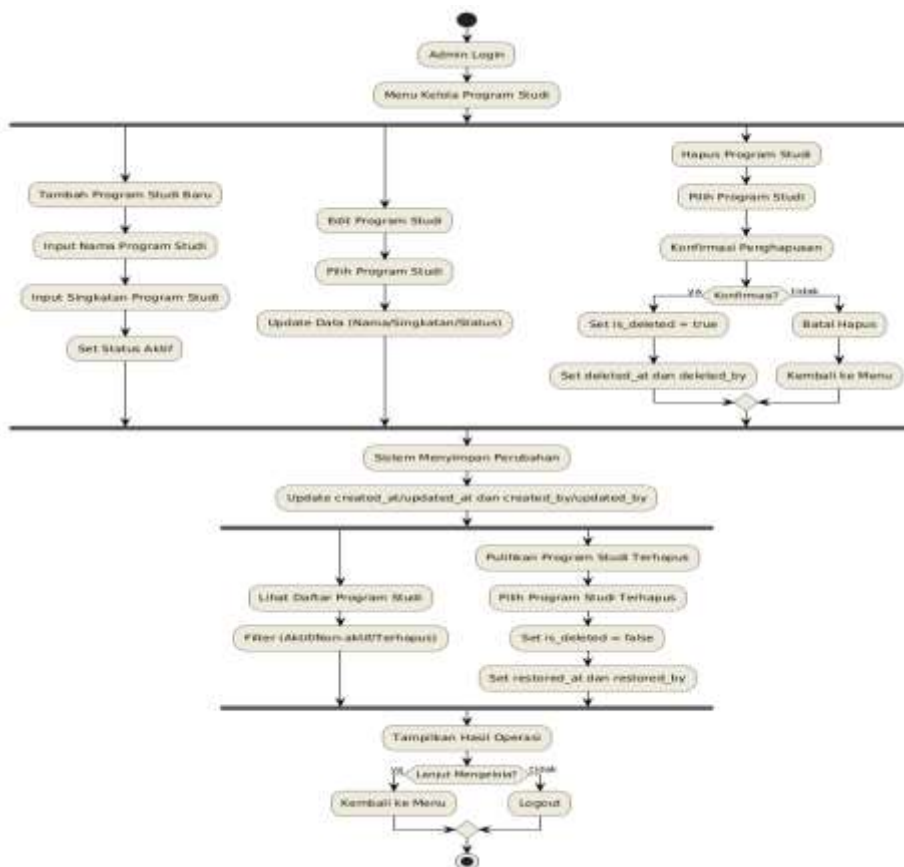 Admin Login
Menu Kelola Program Studi
Tambah Program Studi Baru
Input Nama Program Studi
Input Singkatan Program Studi
Set Status Aktif
Edit Program Studi
Pilih Program Studi
Update Data (Nama/Singkatan/Status)
Hapus Program Studi
Pilih Program Studi
Konfirmasi Penghapusan
ya
Konfirmasi?
tidak
Set is_deleted = true
Set deleted_at dan deleted_by
Batal Hapus
Kembali ke Menu
Sistem Menyimpan Perubahan
Update created_at/updated_at dan created_by/updated_by
Lihat Daftar Program Studi
Filter (Aktif/Non-aktif/Terhapus)
Pulihkan Program Studi Terhapus
Pilih Program Studi Terhapus
Set is_deleted = false
Set restored_at dan restored_by
Tampilkan Hasil Operasi
ya
Lanjut Mengelola?
tidak
Kembali ke Menu
Logout